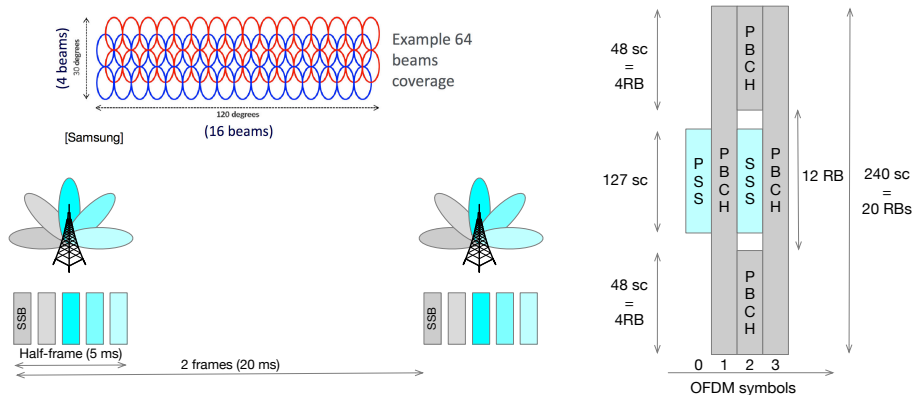 (4 beams)
30 degrees
Example 64
beams
coverage
120 degrees
(16 beams)
[Samsung]
SSB
Half-frame (5 ms)
2 frames (20 ms)
SSB
48 sc
=
4RB
127 sc
48 sc
=
4RB
PSS
PBCH
PBCH
SSS
PBCH
PBCH
12 RB
240 sc
=
20 RBs
0 1 2 3
OFDM symbols